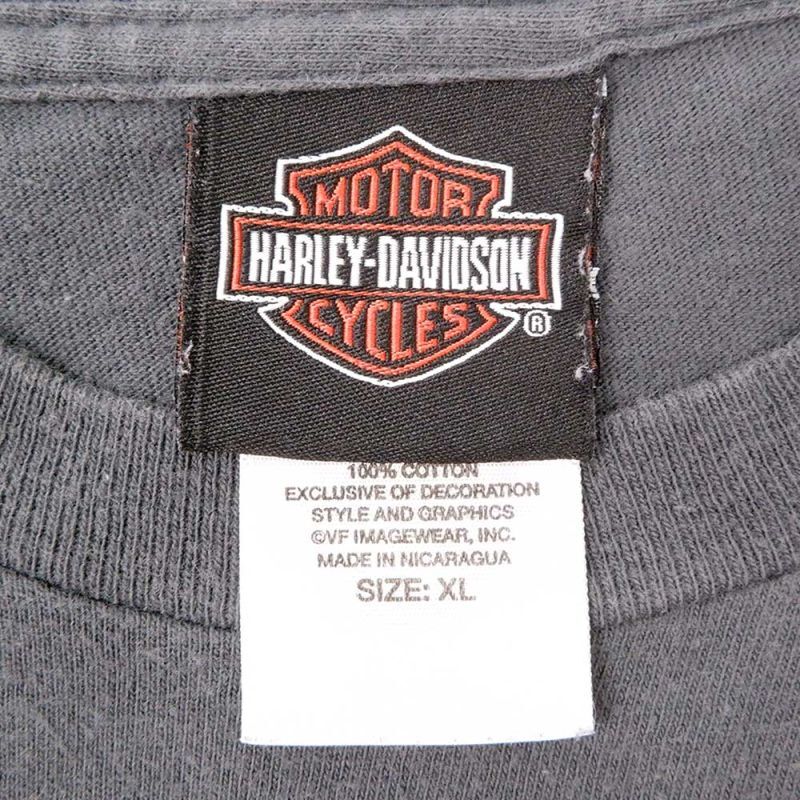 MOTOR
HARLEY-DAVIDSON
CYCLES
®
100% COTTON
EXCLUSIVE OF DECORATION
STYLE AND GRAPHICS
©VF IMAGEWEAR, INC.
MADE IN NICARAGUA
SIZE: XL